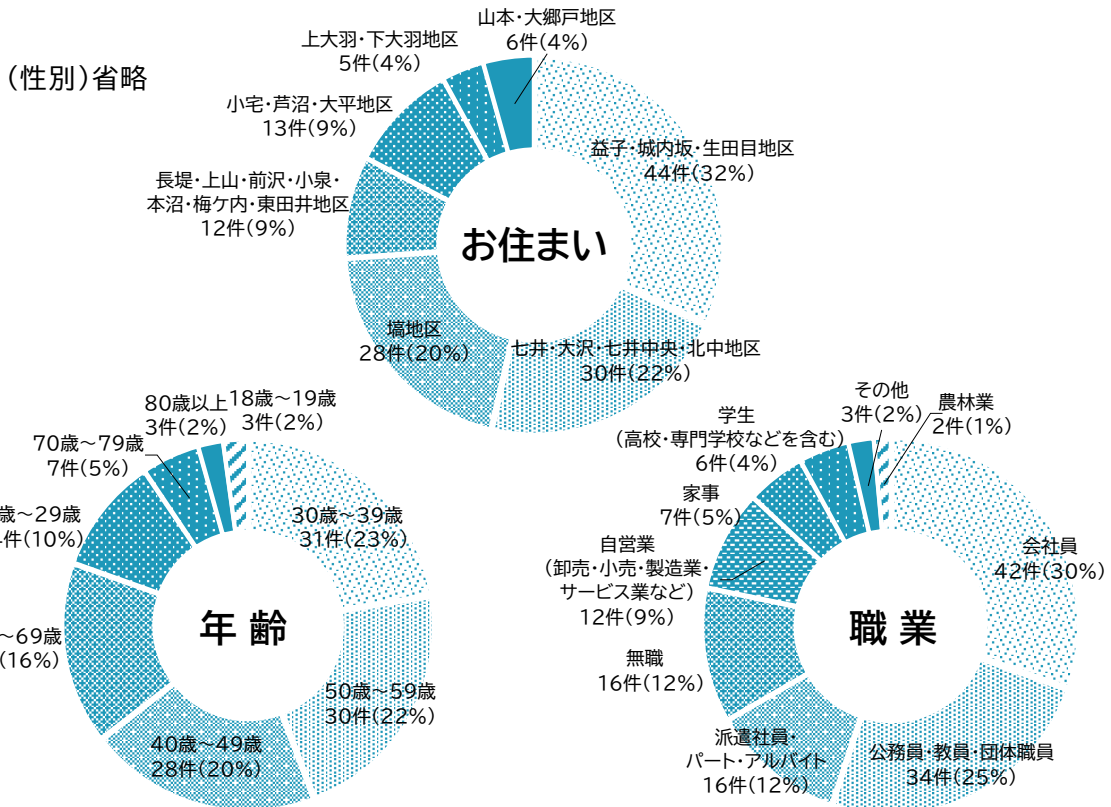 （性別）省略
山本・大郷戸地区
6件(4%)
上大羽・下大羽地区
5件(4%)
小宅・芦沼・大平地区
13件(9%)
長堤・上山・前沢・小泉・
本沼・梅ケ内・東田井地区
12件(9%)
塙地区
28件(20%)
益子・城内坂・生田目地区
44件(32%)
七井・大沢・七井中央・北中地区
30件(22%)
お住まい
80歳以上
3件(2%)
18歳～19歳
3件(2%)
70歳～79歳
7件(5%)
歳～29歳
件(10%)
～69歳
(16%)
30歳～39歳
31件(23%)
50歳～59歳
30件(22%)
40歳～49歳
28件(20%)
年 齢
その他
3件(2%)
農林業
2件(1%)
学生
(高校・専門学校などを含む)
6件(4%)
家事
7件(5%)
自営業
(卸売・小売・製造業・
サービス業など)
12件(9%)
無職
16件(12%)
派遣社員・
パート・アルバイト
16件(12%)
会社員
42件(30%)
公務員・教員・団体職員
34件(25%)
職 業